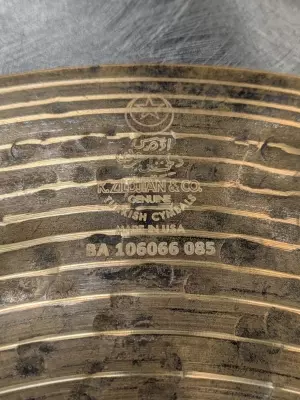 K. ZILDJIAN & CO.
GENUINE
TURKISH CYMBALS
MADE IN USA
BA 106066 085